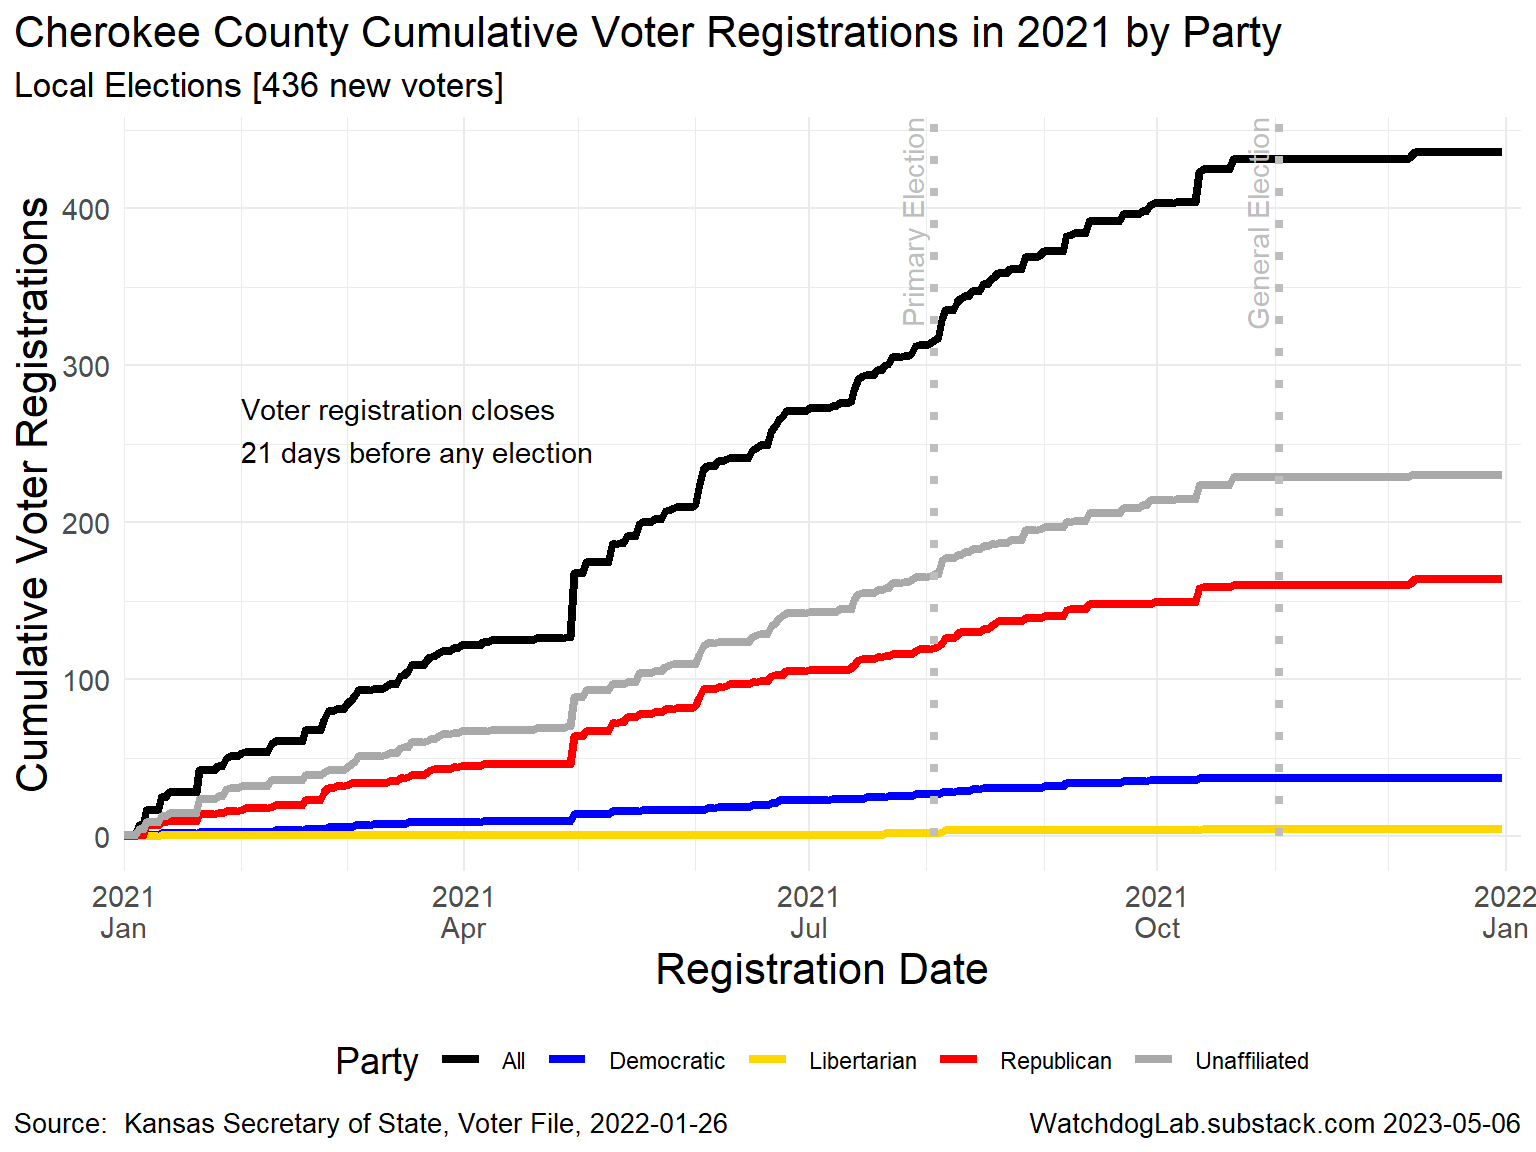 Cherokee County Cumulative Voter Registrations in 2021 by Party
Local Elections [436 new voters]
Cumulative Voter Registrations
400
300
200
100
0
Primary Election
General Election
Voter registration closes
21 days before any election
2021
Jan
2021
Apr
2021
Jul
2021
Oct
2022
Jan
Registration Date
Party
All
Democratic
Libertarian
Republican
Unaffiliated
Source:  Kansas Secretary of State, Voter File, 2022-01-26
WatchdogLab.substack.com 2023-05-06